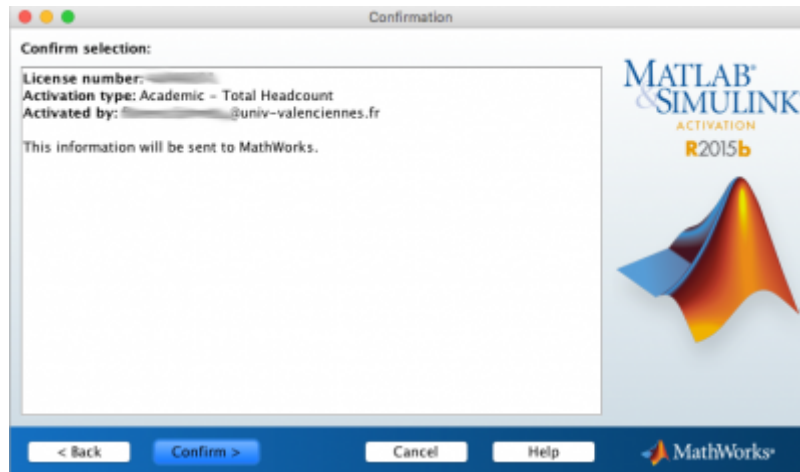 Confirmation
Confirm selection:
License number:
Activation type: Academic - Total Headcount
Activated by: @univ-valenciennes.fr
This information will be sent to MathWorks.
MATLAB®
&SIMULINK®
ACTIVATION
R2015b
< Back
Confirm >
Cancel
Help
MathWorks®